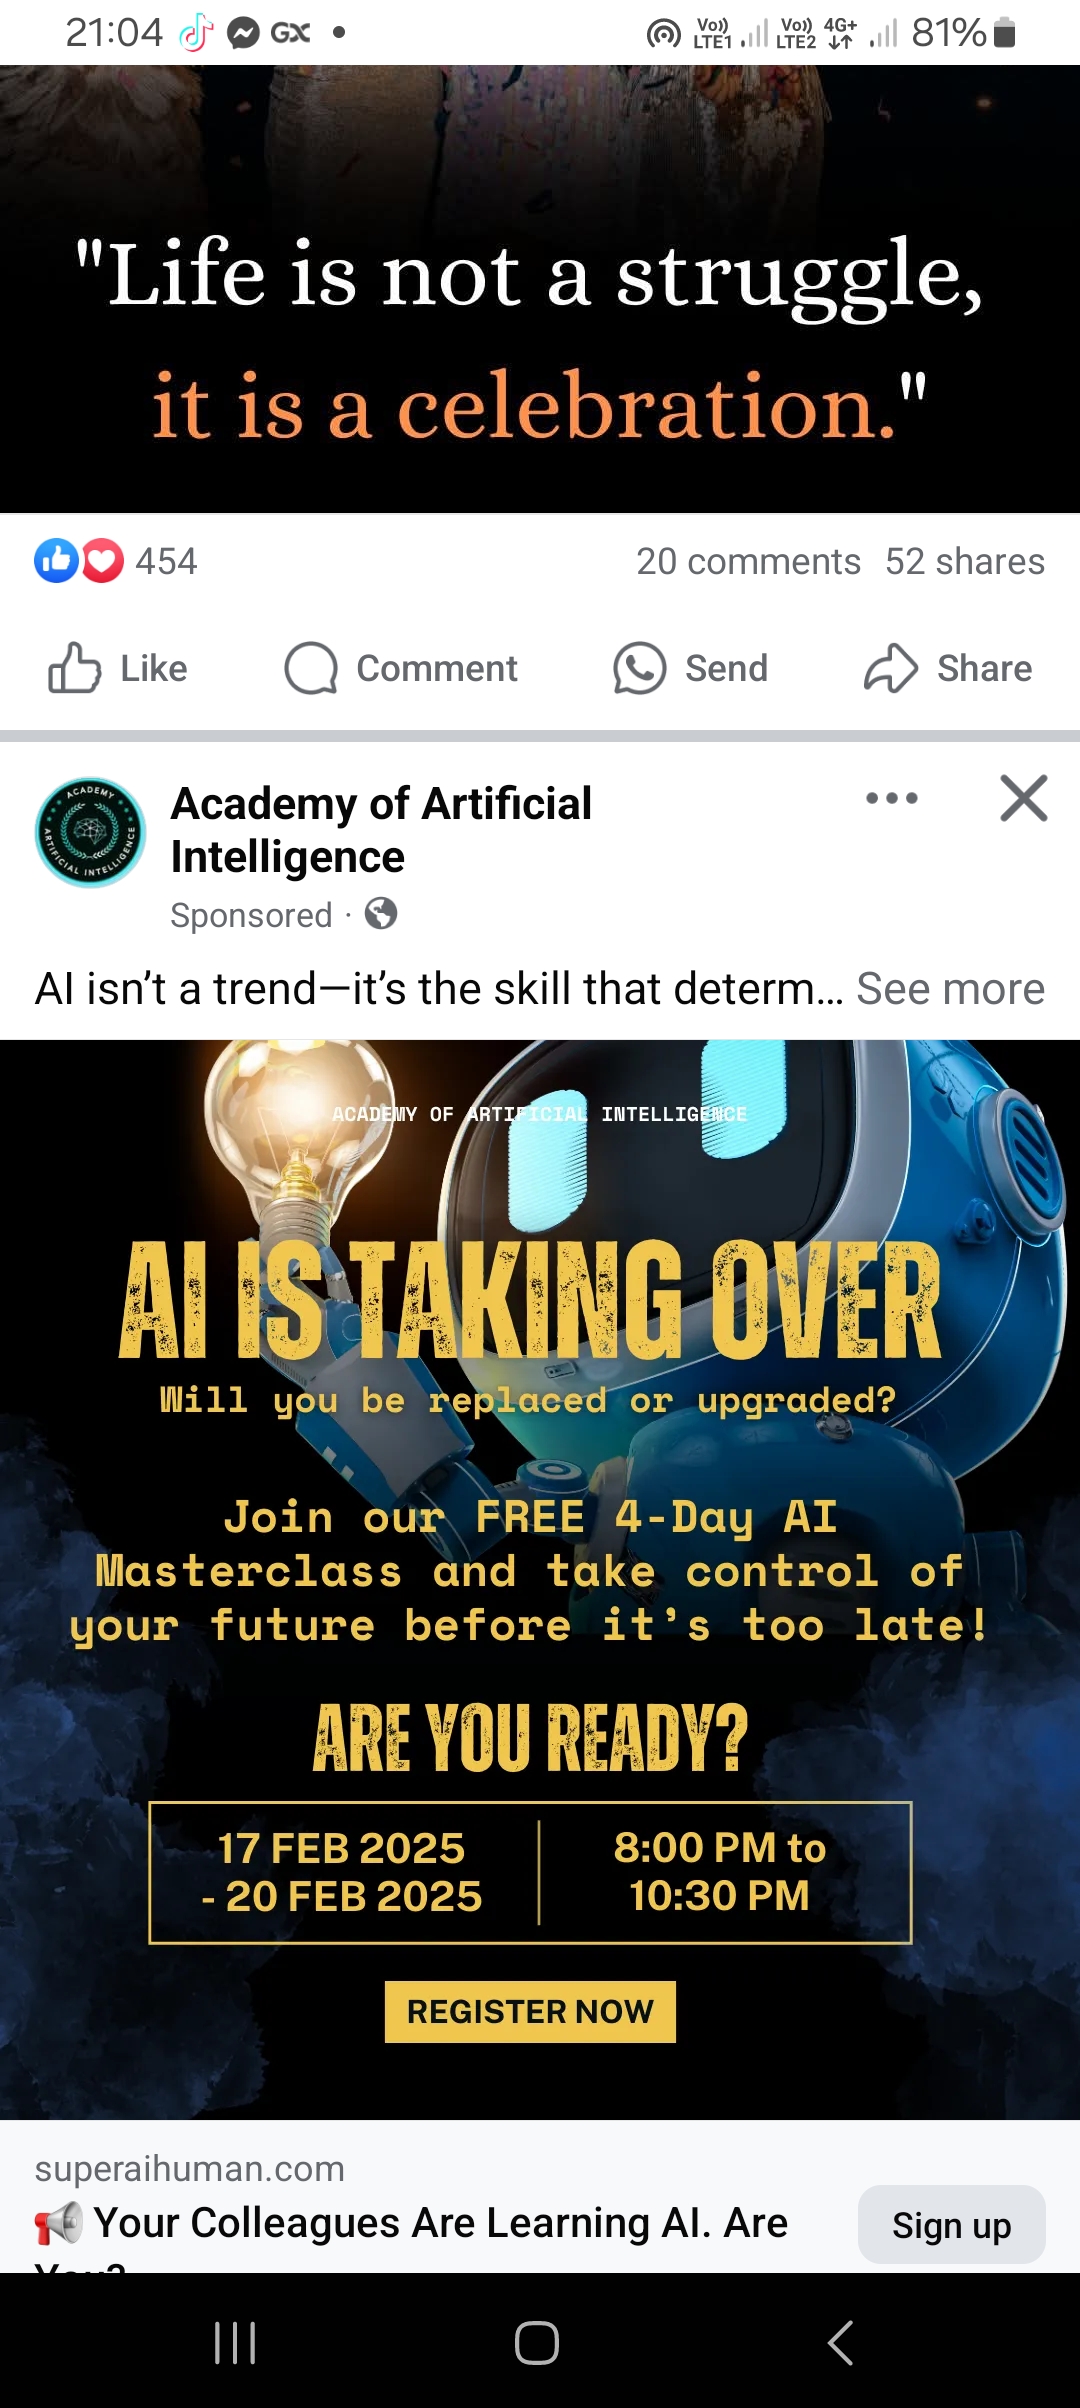 21:04 GX Vo)) LTE1 Vo)) LTE2 4G+ 81%
"Life is not a struggle,
it is a celebration."
454 20 comments 52 shares
Like Comment Send Share
ACADEMY
ARTIFICIAL INTELLIGENCE
Academy of Artificial
Intelligence
Sponsored ·
AI isn’t a trend—it’s the skill that determ... See more
ACADEMY OF ARTIFICIAL INTELLIGENCE
AI IS TAKING OVER
Will you be replaced or upgraded?
Join our FREE 4-Day AI
Masterclass and take control of
your future before it’s too late!
ARE YOU READY?
17 FEB 2025
- 20 FEB 2025
8:00 PM to
10:30 PM
REGISTER NOW
superaihuman.com
Your Colleagues Are Learning AI. Are
You?
Sign up